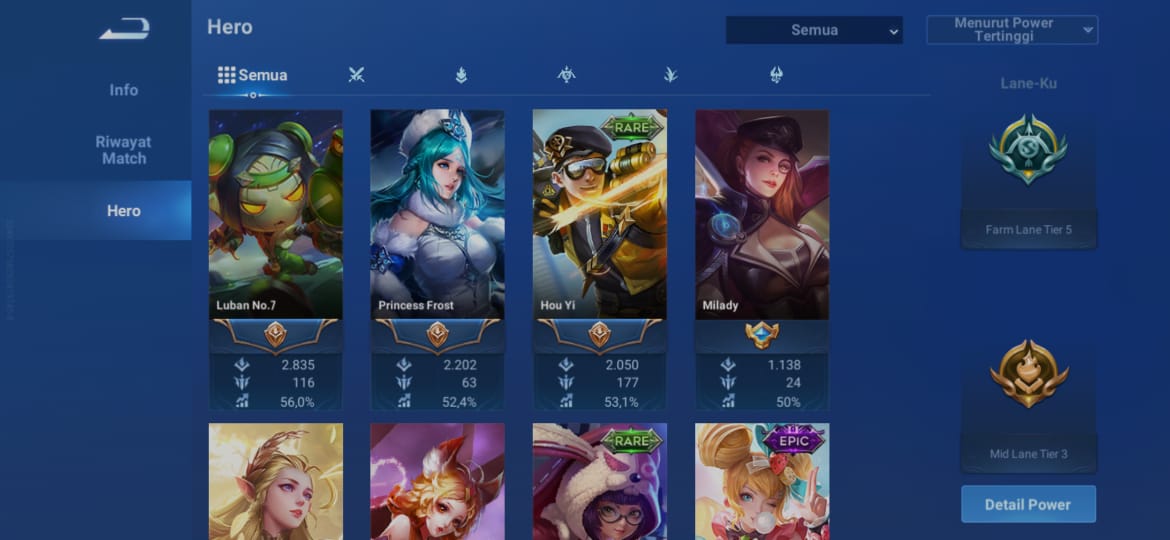 Hero
Semua
Menurut Power
Tertinggi
Info
Riwayat
Match
Hero
Semua
Lane-Ku
RARE
Luban No.7
Princess Frost
Hou Yi
Milady
2.835
2.202
2.050
1.138
116
63
177
24
56,0%
52,4%
53,1%
50%
Farm Lane Tier 5
RARE
EPIC
Mid Lane Tier 3
Detail Power